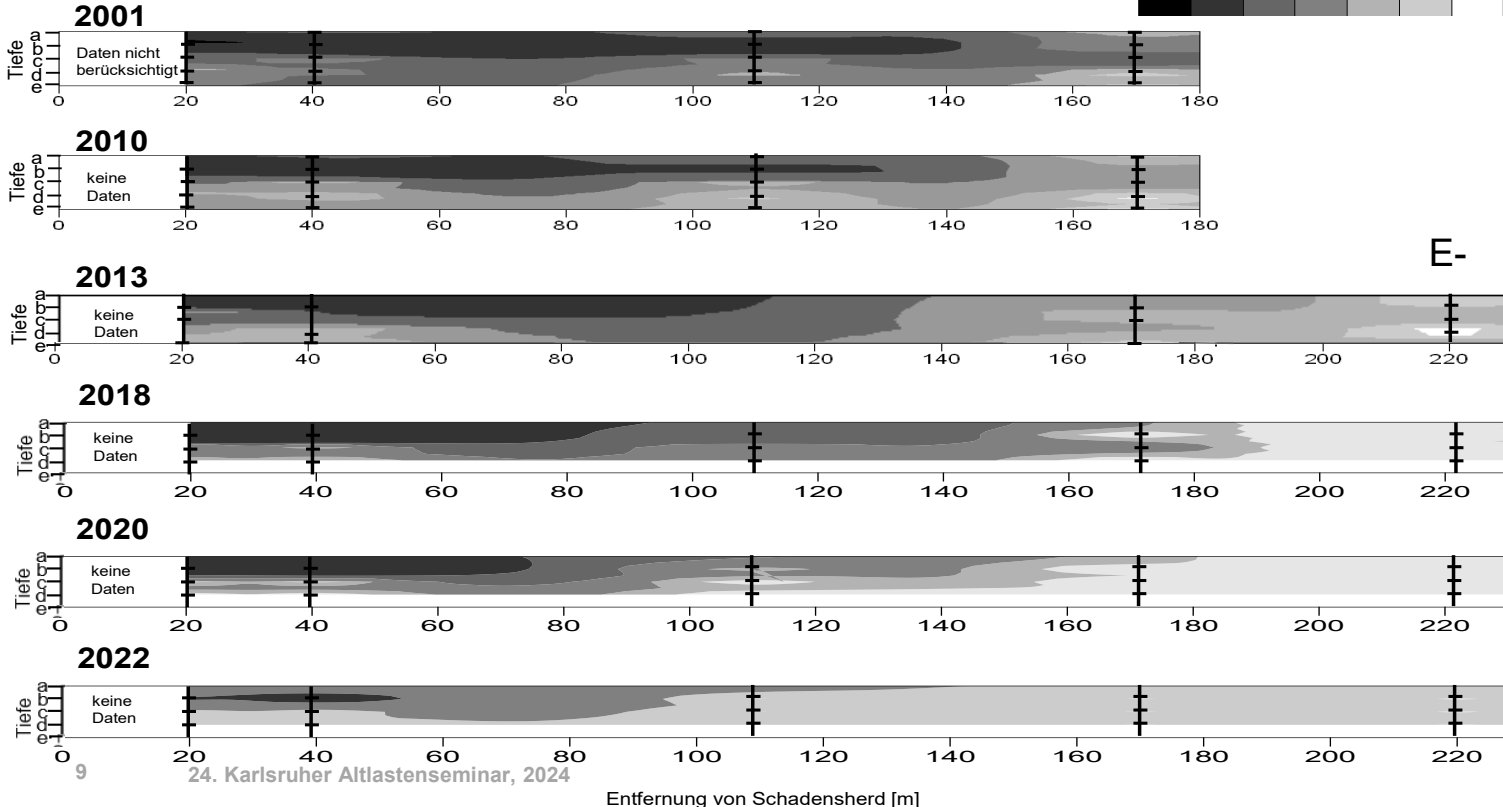 2001
Tiefe
a
b
c
d
e
Daten nicht
berücksichtigt
0 20 40 60 80 100 120 140 160 180
2010
Tiefe
a
b
c
d
e
keine
Daten
0 20 40 60 80 100 120 140 160 180
E-
2013
Tiefe
a
b
c
d
e
keine
Daten
0 20 40 60 80 100 120 140 160 180 200 220
2018
Tiefe
a
b
c
d
e
keine
Daten
0 20 40 60 80 100 120 140 160 180 200 220
2020
Tiefe
a
b
c
d
e
keine
Daten
0 20 40 60 80 100 120 140 160 180 200 220
2022
Tiefe
a
b
c
d
e
keine
Daten
0 20 40 60 80 100 120 140 160 180 200 220
9 24. Karlsruher Altlastenseminar, 2024
Entfernung von Schadensherd [m]